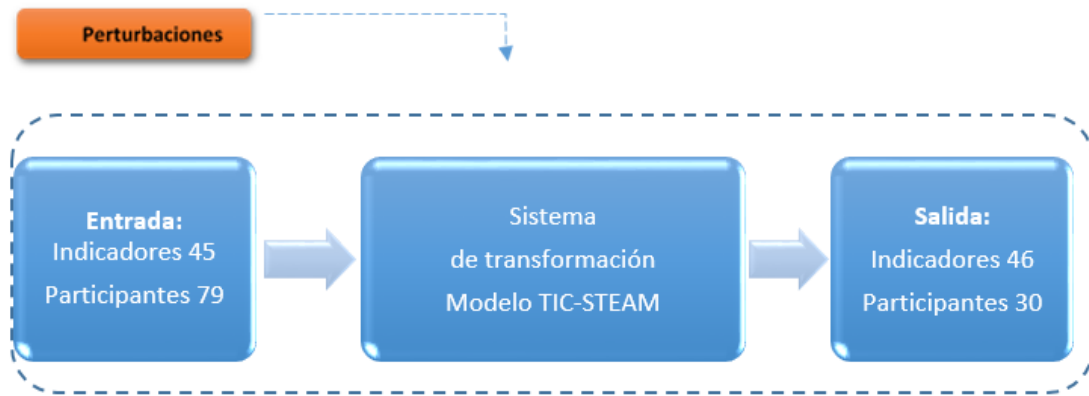 Perturbaciones
Entrada:
Indicadores 45
Participantes 79
Sistema
de transformación
Modelo TIC-STEAM
Salida:
Indicadores 46
Participantes 30